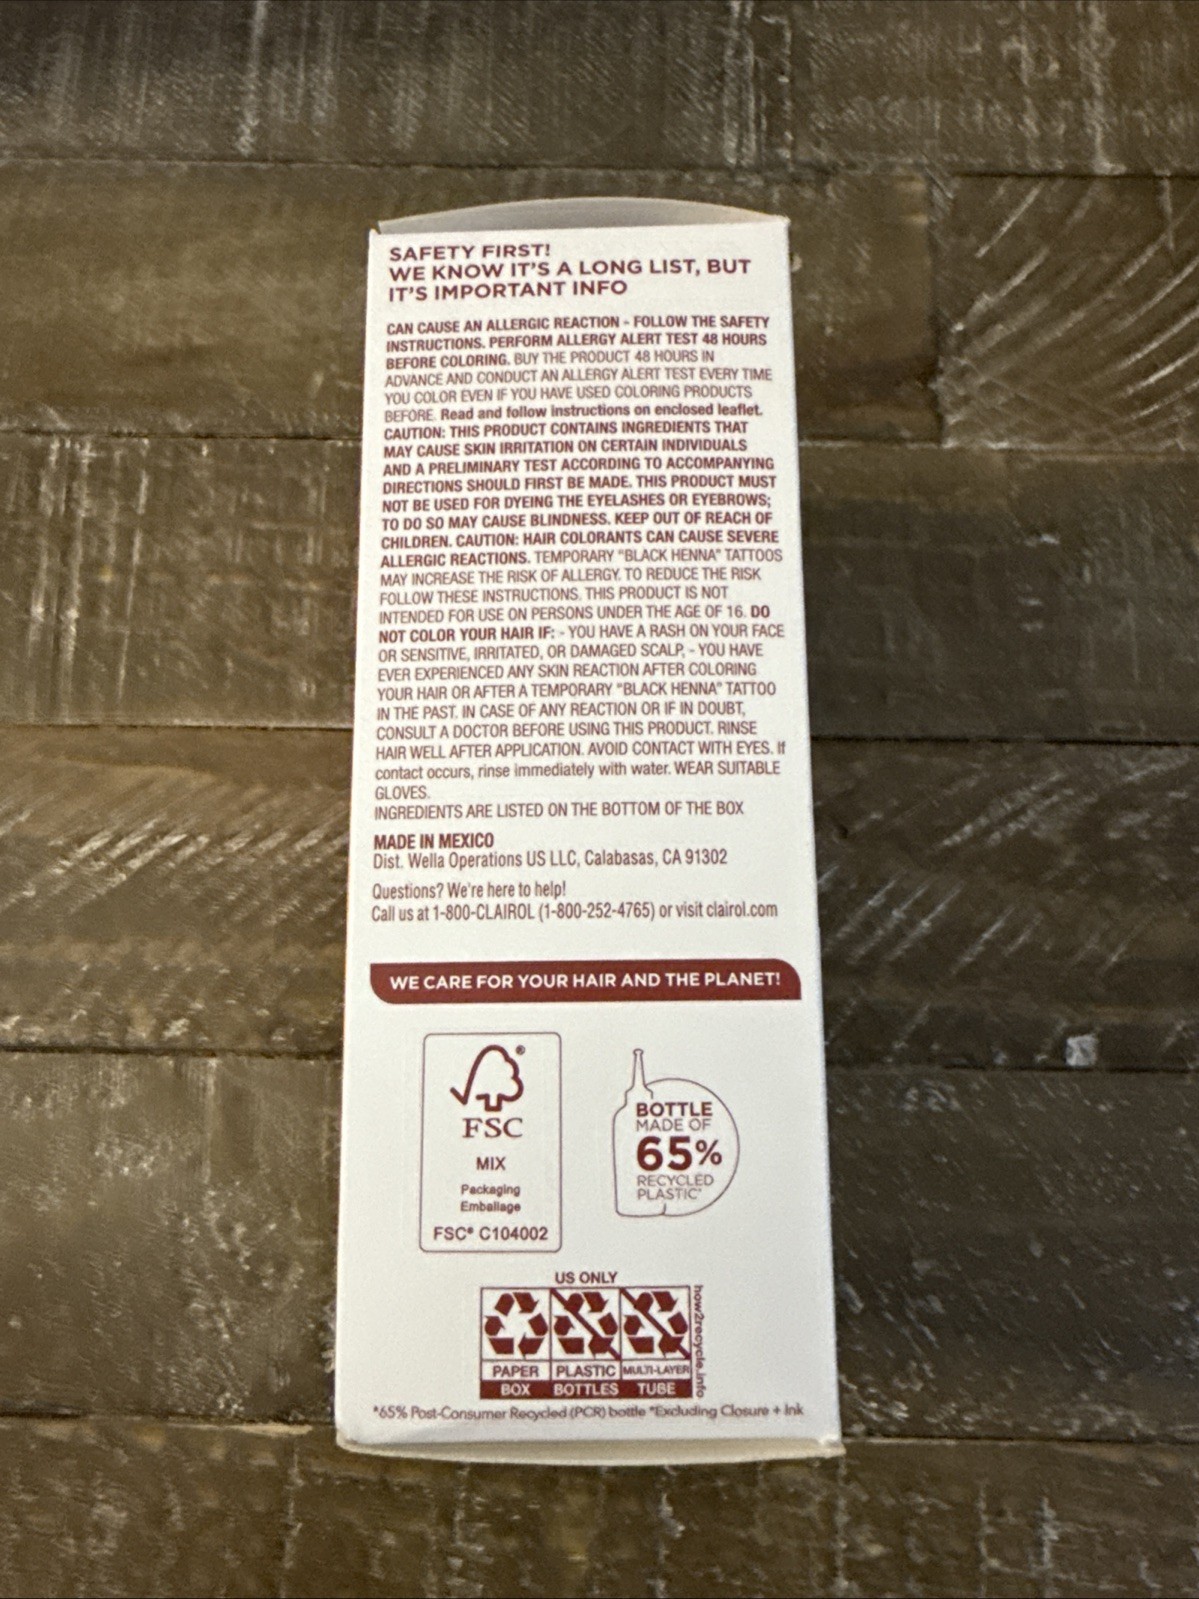 SAFETY FIRST!
WE KNOW IT'S A LONG LIST, BUT
IT'S IMPORTANT INFO
CAN CAUSE AN ALLERGIC REACTION - FOLLOW THE SAFETY
INSTRUCTIONS. PERFORM ALLERGY ALERT TEST 48 HOURS
BEFORE COLORING. BUY THE PRODUCT 48 HOURS IN
ADVANCE AND CONDUCT AN ALLERGY ALERT TEST EVERY TIME
YOU COLOR EVEN IF YOU HAVE USED COLORING PRODUCTS
BEFORE. Read and follow instructions on enclosed leaflet.
CAUTION: THIS PRODUCT CONTAINS INGREDIENTS THAT
MAY CAUSE SKIN IRRITATION ON CERTAIN INDIVIDUALS
AND A PRELIMINARY TEST ACCORDING TO ACCOMPANYING
DIRECTIONS SHOULD FIRST BE MADE. THIS PRODUCT MUST
NOT BE USED FOR DYEING THE EYELASHES OR EYEBROWS;
TO DO SO MAY CAUSE BLINDNESS. KEEP OUT OF REACH OF
CHILDREN. CAUTION: HAIR COLORANTS CAN CAUSE SEVERE
ALLERGIC REACTIONS. TEMPORARY "BLACK HENNA" TATTOOS
MAY INCREASE THE RISK OF ALLERGY. TO REDUCE THE RISK
FOLLOW THESE INSTRUCTIONS. THIS PRODUCT IS NOT
INTENDED FOR USE ON PERSONS UNDER THE AGE OF 16. DO
NOT COLOR YOUR HAIR IF: - YOU HAVE A RASH ON YOUR FACE
OR SENSITIVE, IRRITATED, OR DAMAGED SCALP, - YOU HAVE
EVER EXPERIENCED ANY SKIN REACTION AFTER COLORING
YOUR HAIR OR AFTER A TEMPORARY "BLACK HENNA" TATTOO
IN THE PAST. IN CASE OF ANY REACTION OR IF IN DOUBT,
CONSULT A DOCTOR BEFORE USING THIS PRODUCT. RINSE
HAIR WELL AFTER APPLICATION. AVOID CONTACT WITH EYES. If
contact occurs, rinse immediately with water. WEAR SUITABLE
GLOVES.
INGREDIENTS ARE LISTED ON THE BOTTOM OF THE BOX
MADE IN MEXICO
Dist. Wella Operations US LLC, Calabasas, CA 91302
Questions? We're here to help!
Call us at 1-800-CLAIROL (1-800-252-4765) or visit clairol.com
WE CARE FOR YOUR HAIR AND THE PLANET!
®
FSC
MIX
Packaging
Emballage
FSC® C104002
BOTTLE
MADE OF
65%
RECYCLED
PLASTIC*
US ONLY
PAPER PLASTIC MULTI-LAYER
BOX BOTTLES TUBE
how2recycle.info
*65% Post-Consumer Recycled (PCR) bottle *Excluding Closure + Ink